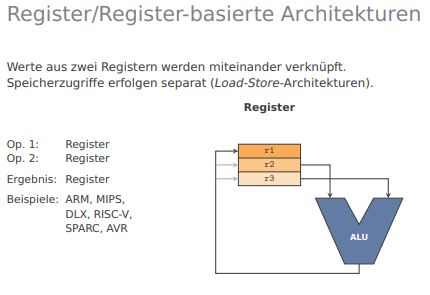 Register/Register-basierte Architekturen
Werte aus zwei Registern werden miteinander verknüpft.
Speicherzugriffe erfolgen separat (Load-Store-Architekturen).
Register
Op. 1: Register
Op. 2: Register
Ergebnis: Register
Beispiele: ARM, MIPS,
DLX, RISC-V,
SPARC, AVR
r1
r2
r3
ALU